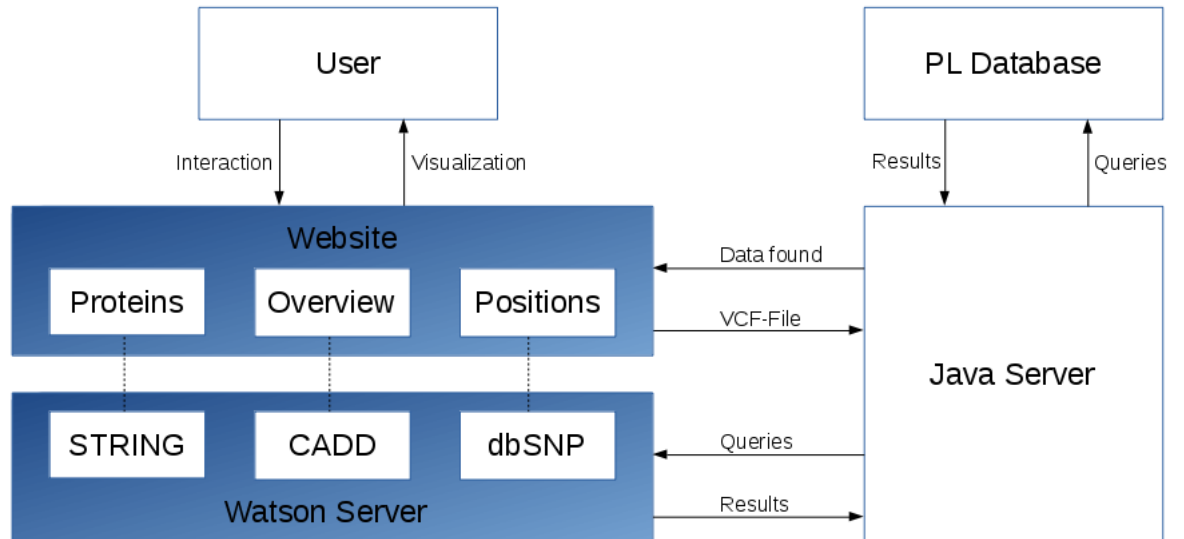 User
PL Database
Interaction
Visualization
Results
Queries
Website
Proteins
Overview
Positions
Data found
VCF-File
Java Server
STRING
CADD
dbSNP
Queries
Results
Watson Server